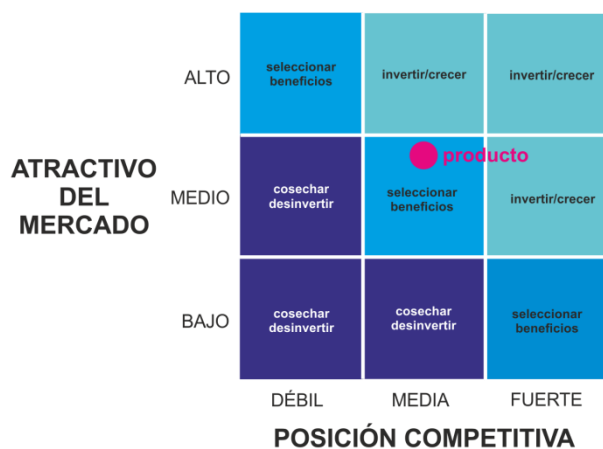 ALTO
seleccionar
beneficios
invertir/crecer
invertir/crecer
ATRACTIVO
DEL
MERCADO
MEDIO
cosechar
desinvertir
producto
seleccionar
beneficios
invertir/crecer
BAJO
cosechar
desinvertir
cosechar
desinvertir
seleccionar
beneficios
DÉBIL
MEDIA
FUERTE
POSICIÓN COMPETITIVA